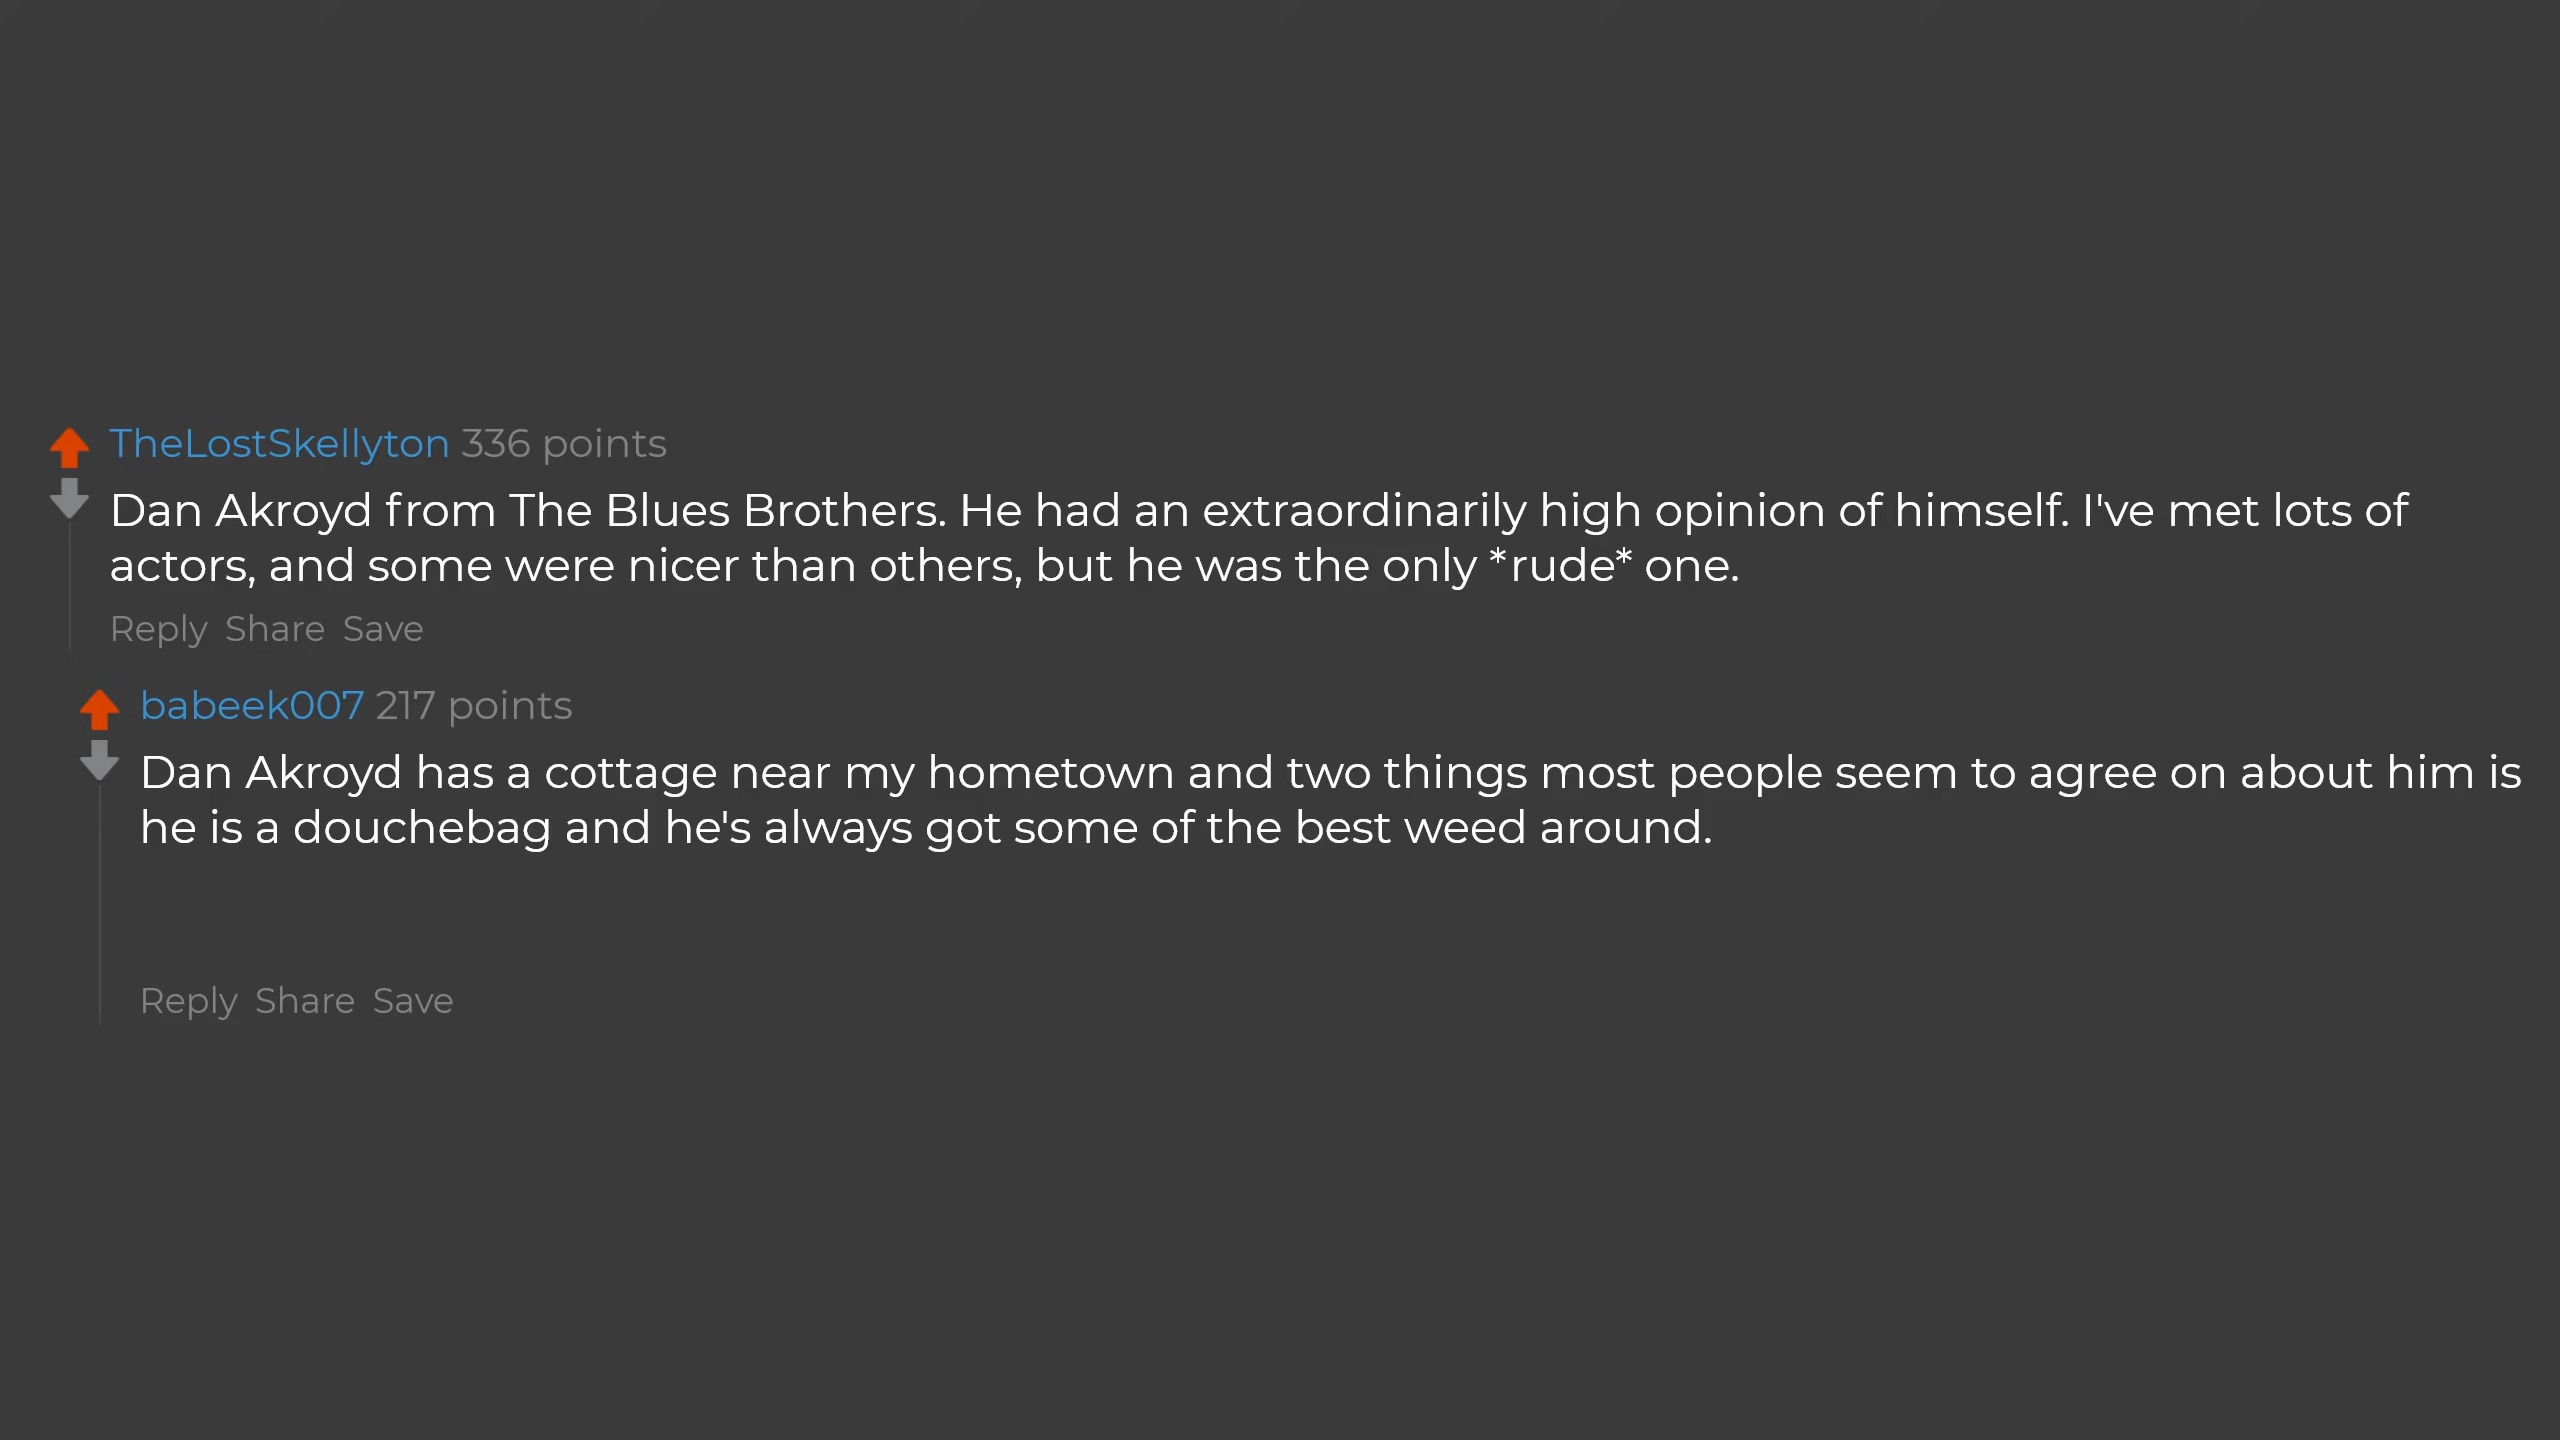 TheLostSkellyton 336 points
Dan Akroyd from The Blues Brothers. He had an extraordinarily high opinion of himself. I've met lots of
actors, and some were nicer than others, but he was the only *rude* one.
Reply Share Save
babeek007 217 points
Dan Akroyd has a cottage near my hometown and two things most people seem to agree on about him is
he is a douchebag and he's always got some of the best weed around.
Reply Share Save